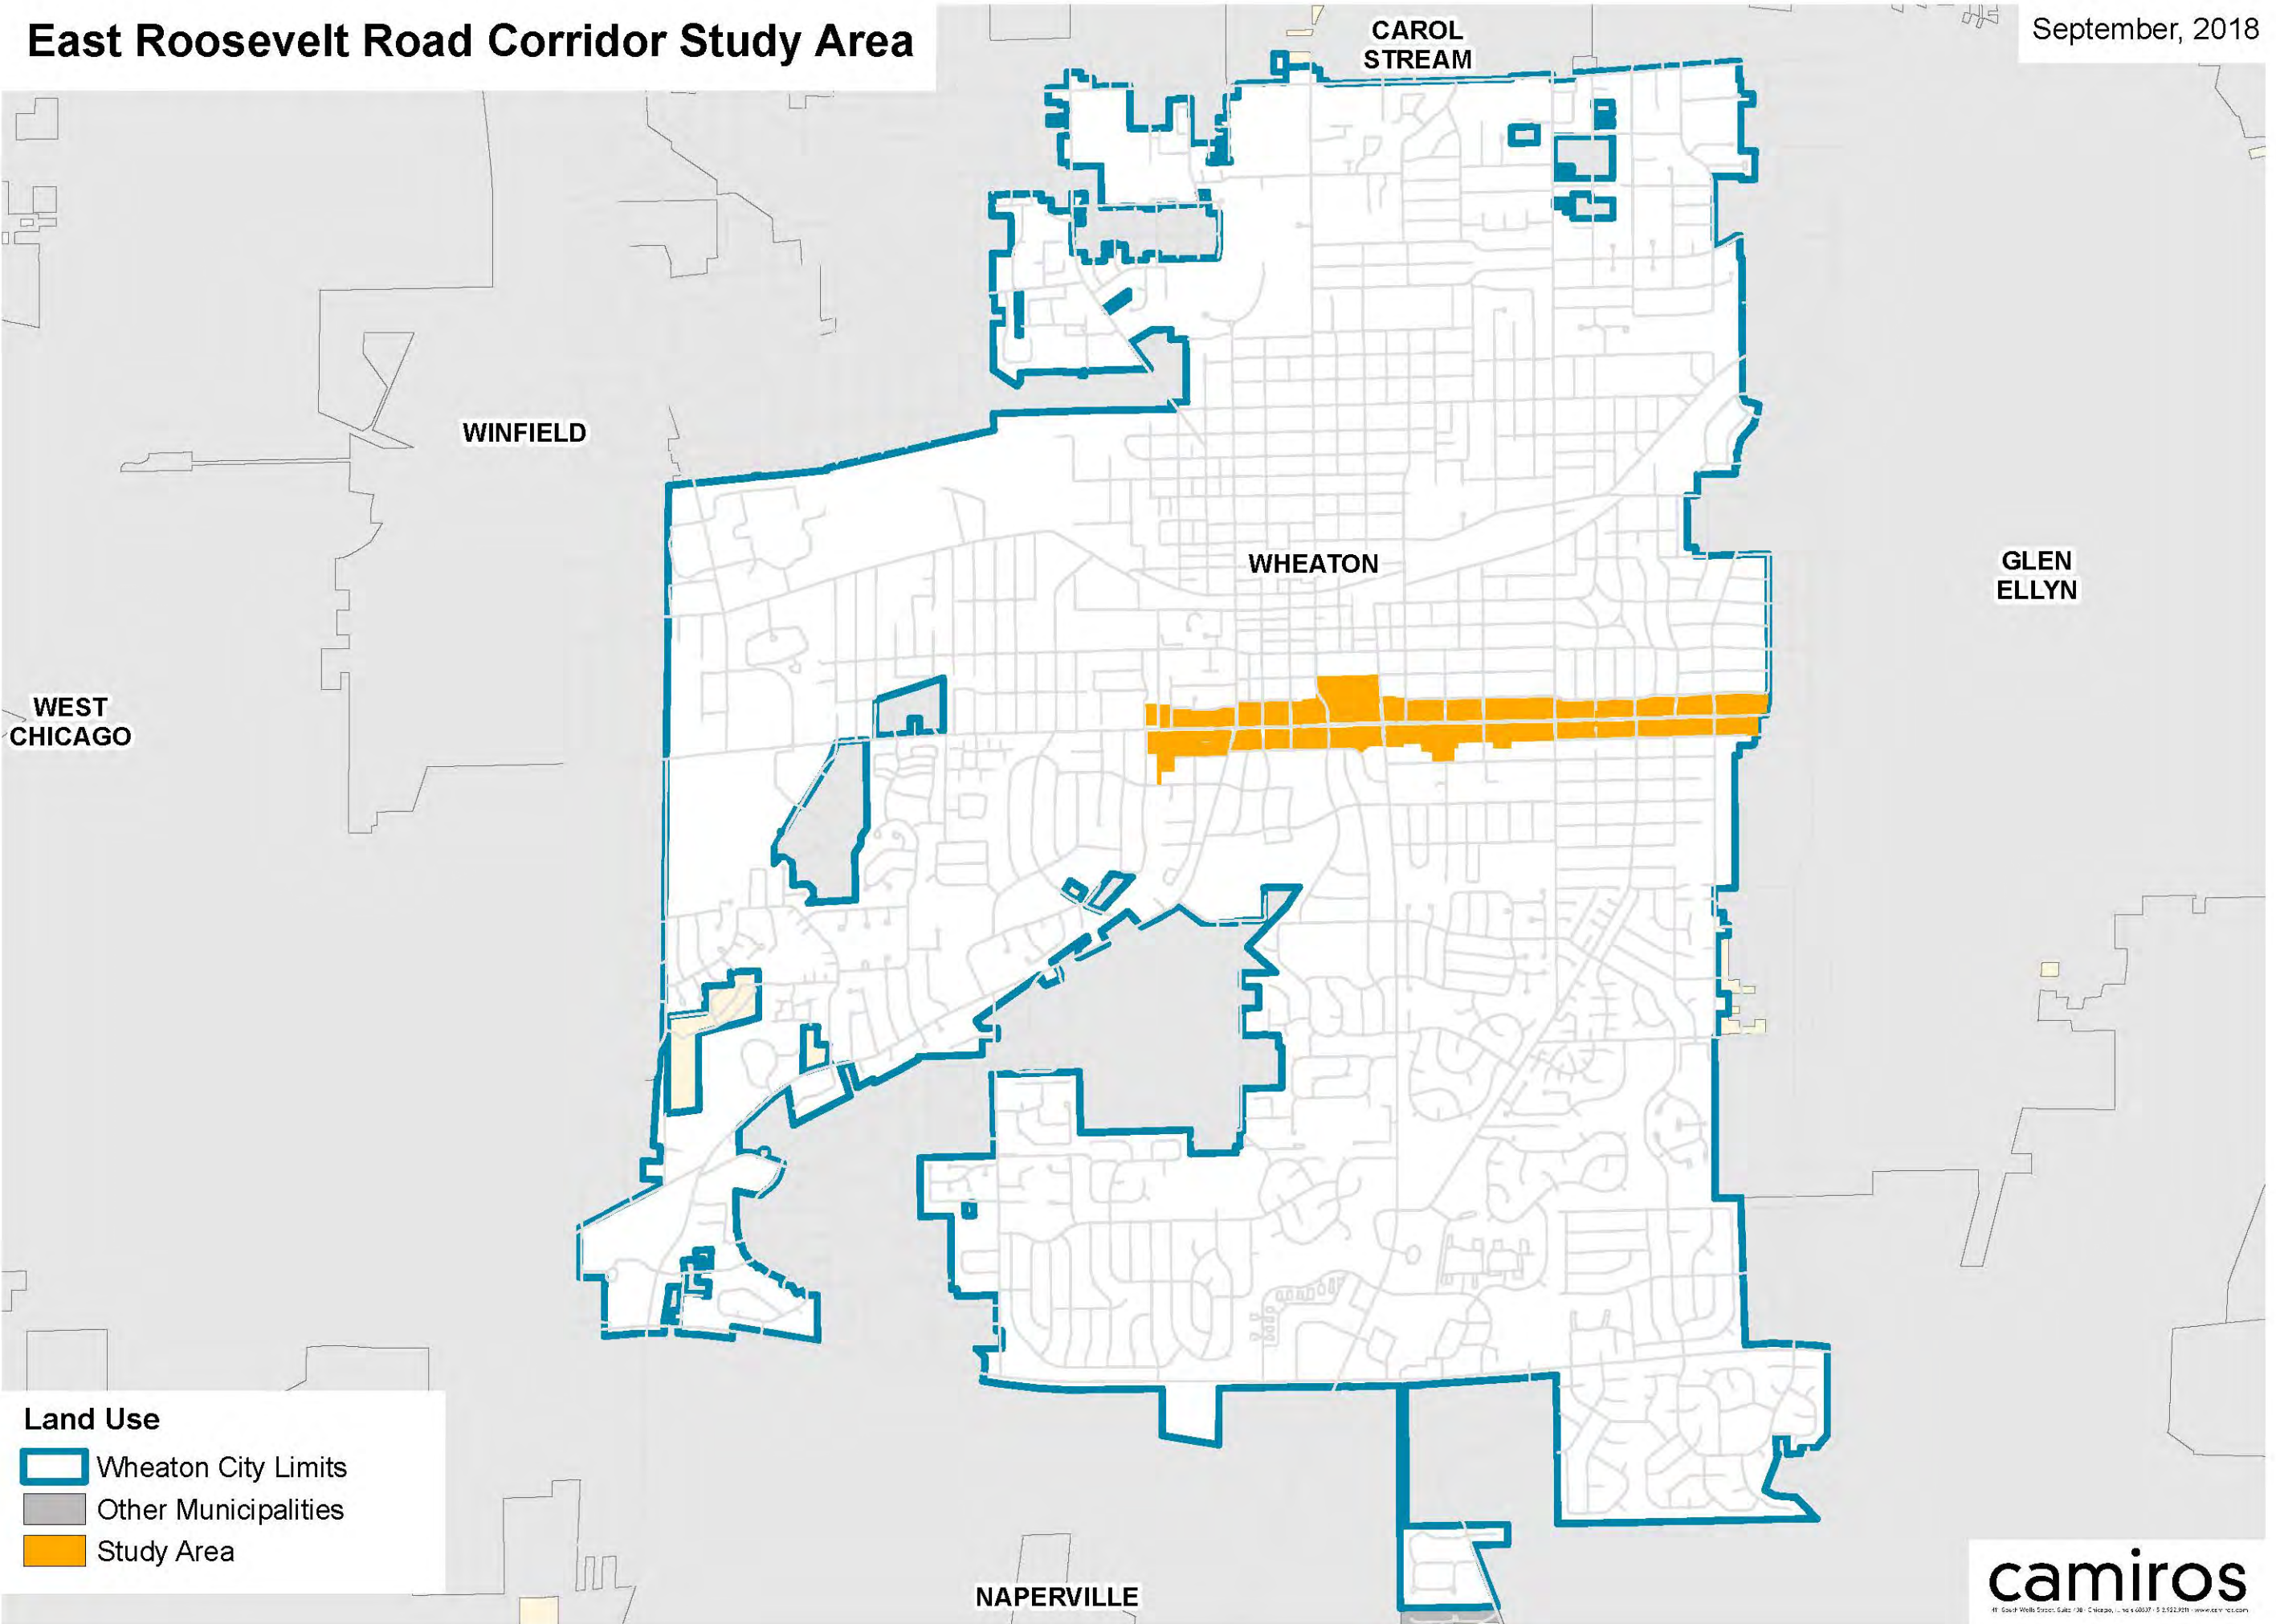 East Roosevelt Road Corridor Study Area
September, 2018
CAROL
STREAM
WINFIELD
WHEATON
GLEN
ELLYN
WEST
CHICAGO
NAPERVILLE
Land Use
Wheaton City Limits
Other Municipalities
Study Area
camiros